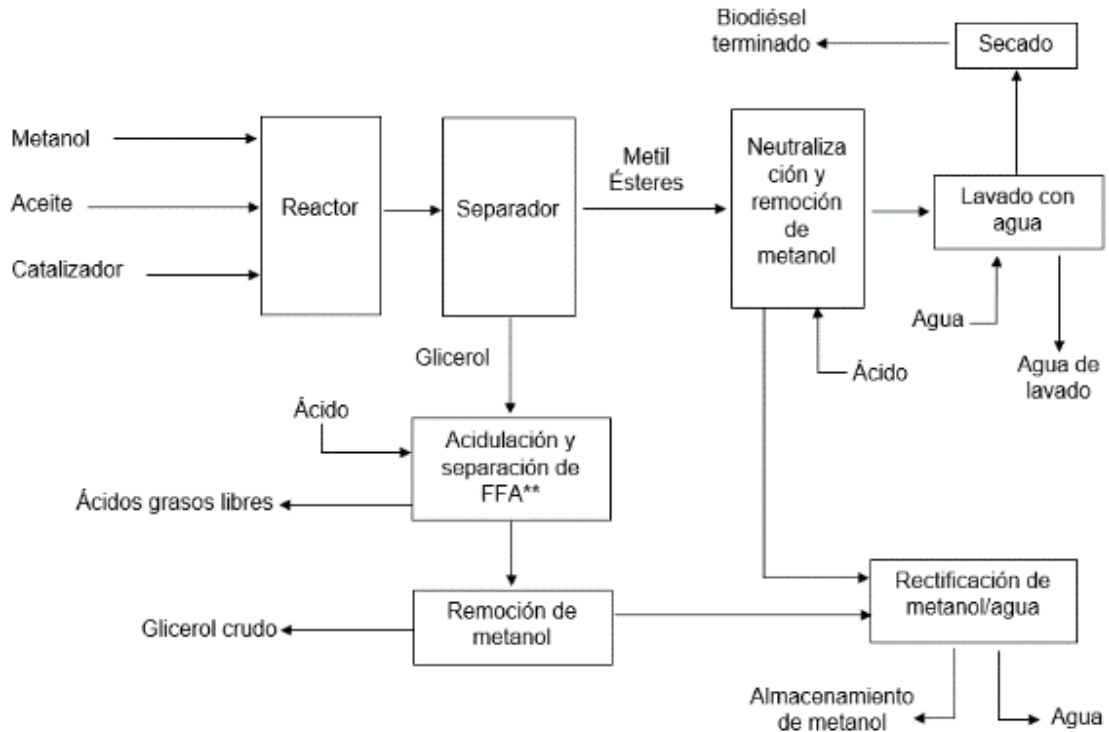 Biodiésel
terminado
Secado
Metanol
Aceite
Catalizador
Reactor
Separador
Metil
Ésteres
Neutraliza
ción y
remoción
de
metanol
Lavado con
agua
Agua
Agua de
lavado
Ácido
Glicerol
Ácido
Acidulación y
separación de
FFA**
Ácidos grasos libres
Remoción de
metanol
Glicerol crudo
Rectificación de
metanol/agua
Almacenamiento
de metanol
Agua